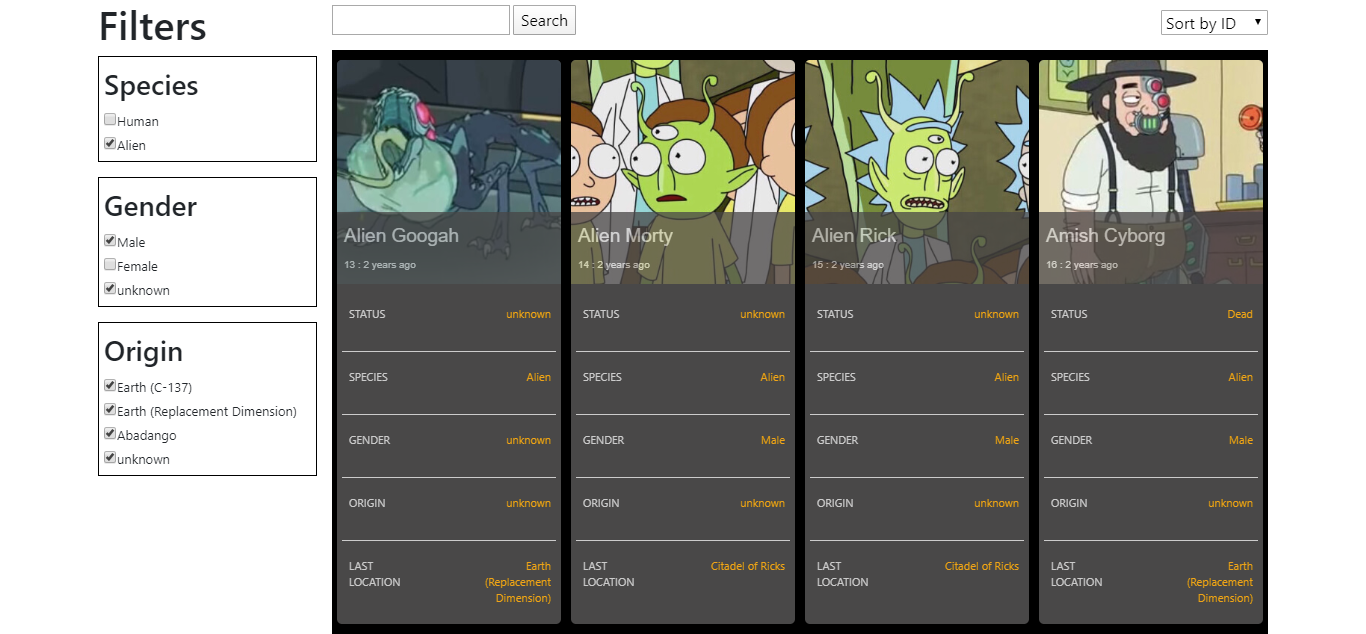 Filters
Species
Human
Alien
Gender
Male
Female
unknown
Origin
Earth (C-137)
Earth (Replacement Dimension)
Abadango
unknown
Search
Sort by ID
Alien Googah
13 : 2 years ago
STATUS unknown
SPECIES Alien
GENDER unknown
ORIGIN unknown
LAST LOCATION
Earth (Replacement Dimension)
Alien Morty
14 : 2 years ago
STATUS unknown
SPECIES Alien
GENDER Male
ORIGIN unknown
LAST LOCATION
Citadel of Ricks
Alien Rick
15 : 2 years ago
STATUS unknown
SPECIES Alien
GENDER Male
ORIGIN unknown
LAST LOCATION
Citadel of Ricks
Amish Cyborg
16 : 2 years ago
STATUS Dead
SPECIES Alien
GENDER Male
ORIGIN unknown
LAST LOCATION
Earth (Replacement Dimension)